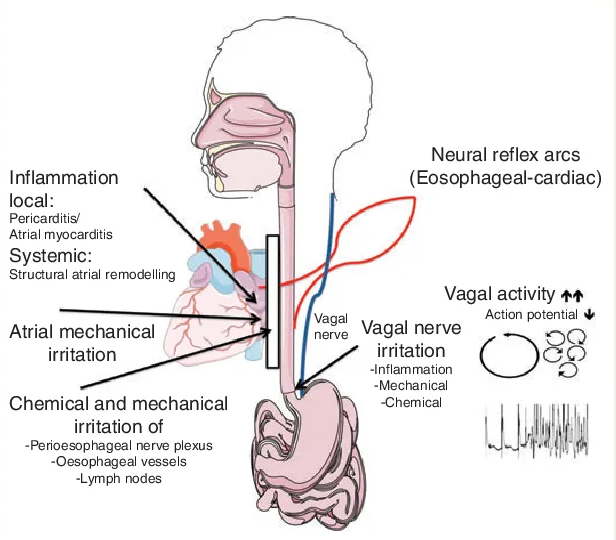 Neural reflex arcs
(Eosophageal-cardiac)
Inflammation
local:
Pericarditis/
Atrial myocarditis
Systemic:
Structural atrial remodelling
Atrial mechanical
irritation
Chemical and mechanical
irritation of
-Perioesophageal nerve plexus
-Oesophageal vessels
-Lymph nodes
Vagal
nerve
Vagal nerve
irritation
-Inflammation
-Mechanical
-Chemical
Vagal activity
Action potential